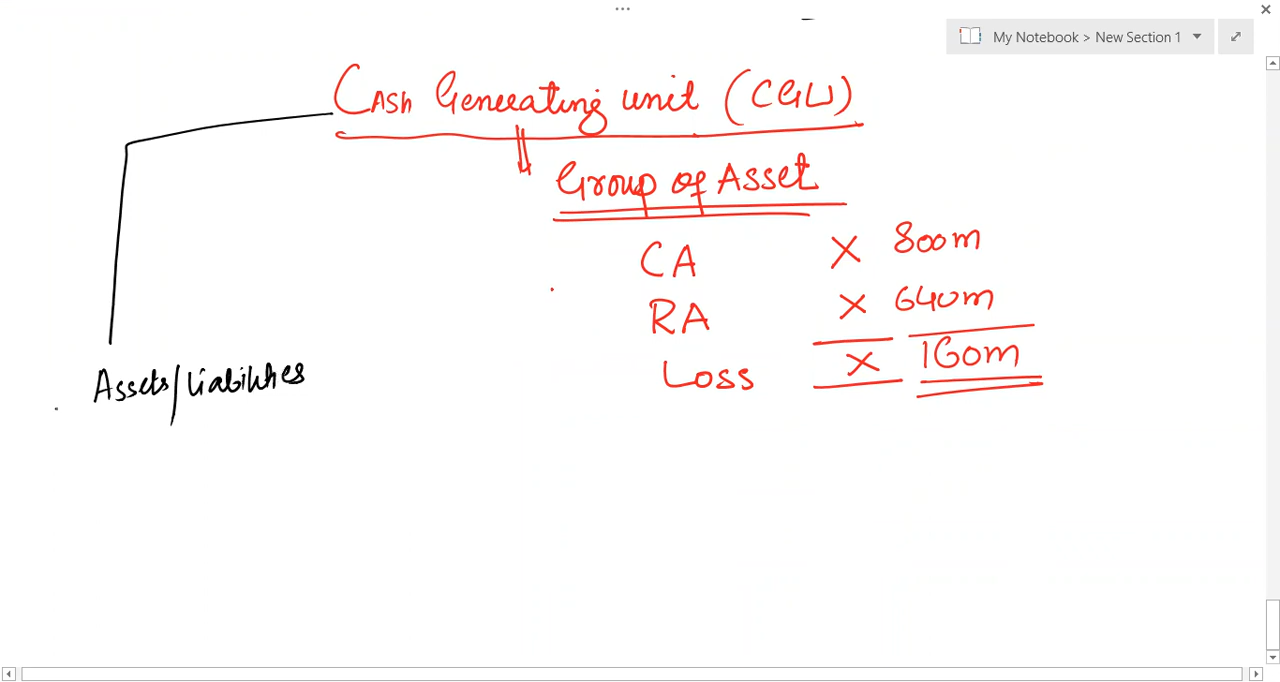 My Notebook > New Section 1
Cash Generating unit (CGU)
Group of Asset
CA X 800m
RA X 640m
Loss X 160m
Assets/Liabilities